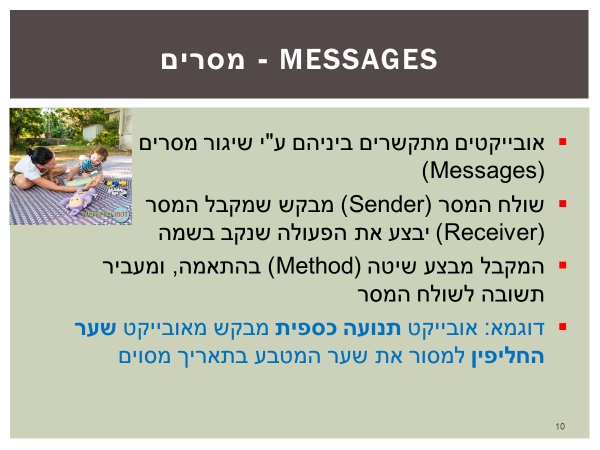 MESSAGES - מסרים
אובייקטים מתקשרים ביניהם ע"י שיגור מסרים
(Messages)
שולח המסר (Sender) מבקש שמקבל המסר
(Receiver) יבצע את הפעולה שנקב בשמה
המקבל מבצע שיטה (Method) בהתאמה, ומעביר
תשובה לשולח המסר
דוגמא: אובייקט תנועה כספית מבקש מאובייקט שער
החליפין למסור את שער המטבע בתאריך מסוים
10